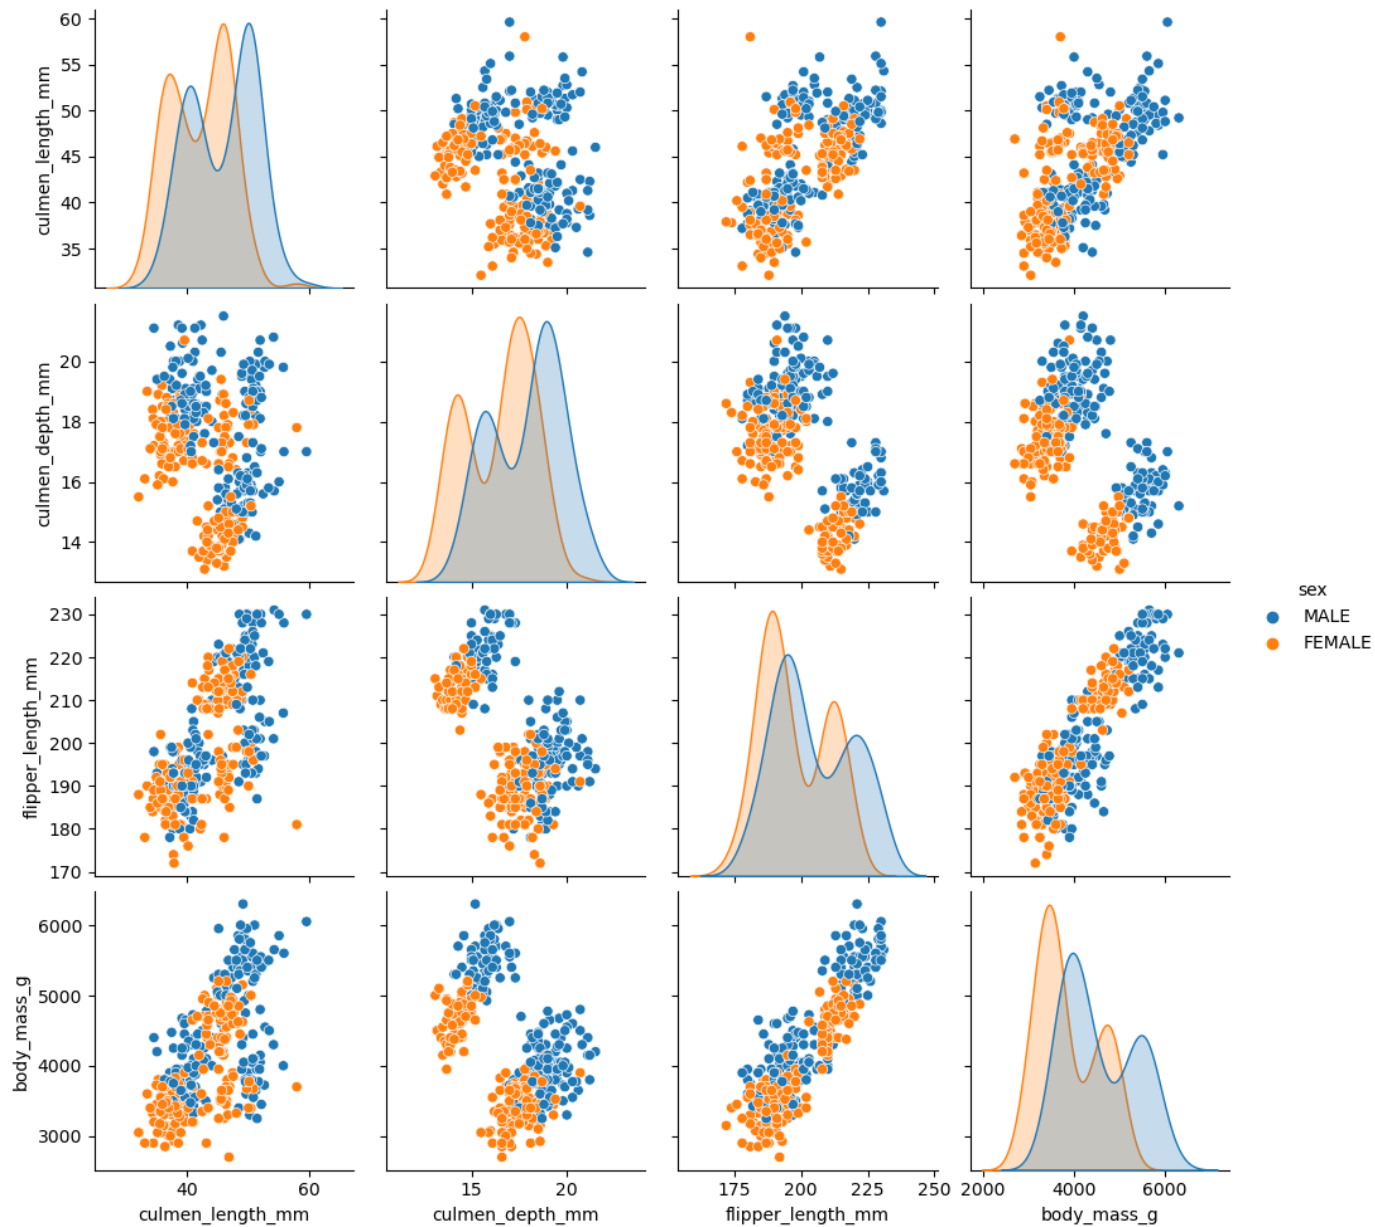 60
55
50
45
40
35
culmen_length_mm
20
18
16
14
culmen_depth_mm
sex
MALE
FEMALE
230
220
210
200
190
180
170
flipper_length_mm
6000
5000
4000
3000
body_mass_g
40 60 15 20 175 200 225 250 2000 4000 6000
culmen_length_mm culmen_depth_mm flipper_length_mm body_mass_g